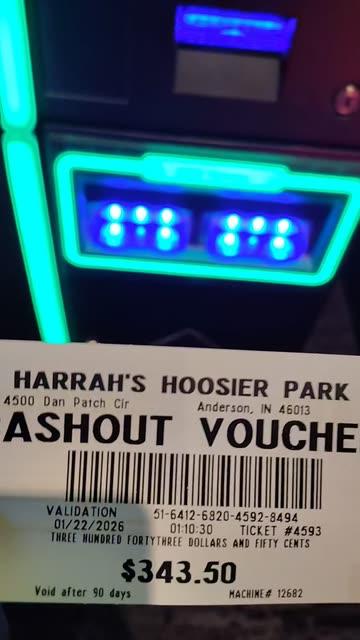 HARRAH'S HOOSIER PARK
4500 Dan Patch Cir Anderson, IN 46013
ASHOUT VOUCHE
VALIDATION 51-6412-6820-4592-8494
01/22/2026 01:10:30 TICKET #4593
THREE HUNDRED FORTYTHREE DOLLARS AND FIFTY CENTS
$343.50
Void after 90 days MACHINE# 12682